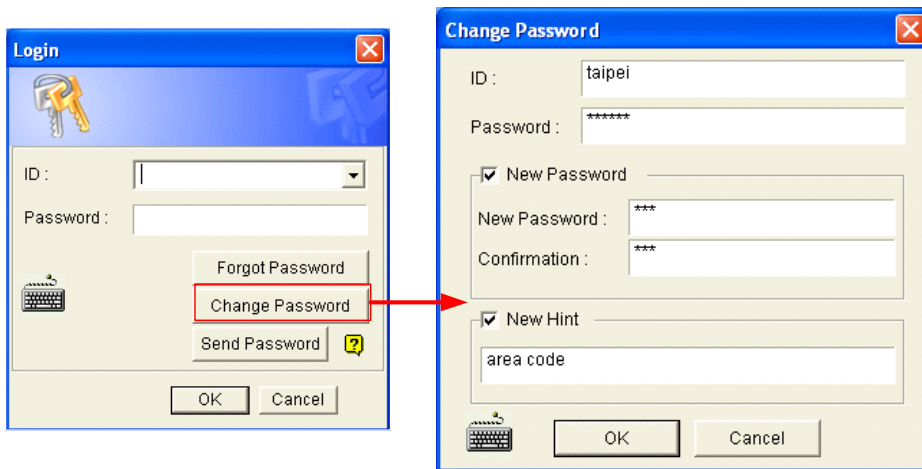 Login
ID :
Password :
Forgot Password
Change Password
Send Password
OK Cancel
Change Password
ID : taipei
Password : ******
New Password
New Password : ***
Confirmation : ***
New Hint
area code
OK Cancel